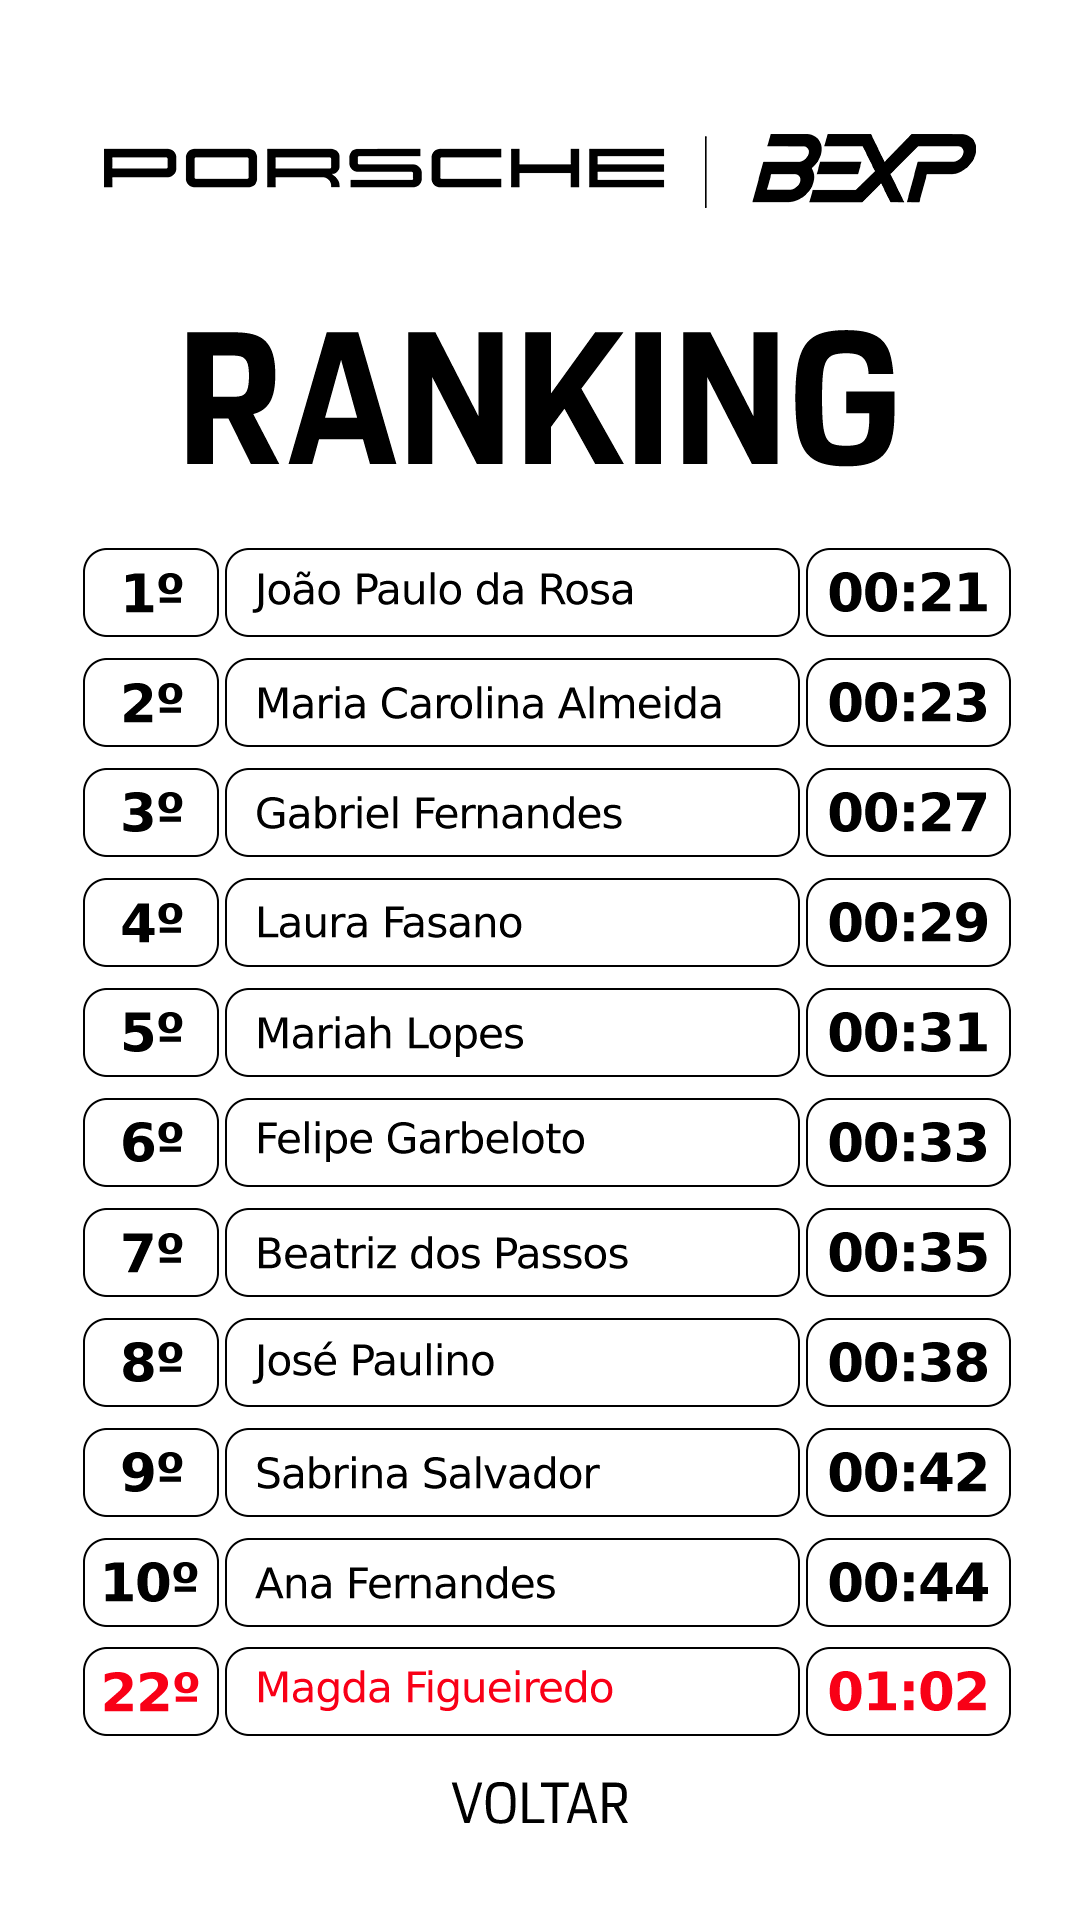 PORSCHE | BEXP
RANKING
1º João Paulo da Rosa 00:21
2º Maria Carolina Almeida 00:23
3º Gabriel Fernandes 00:27
4º Laura Fasano 00:29
5º Mariah Lopes 00:31
6º Felipe Garbeloto 00:33
7º Beatriz dos Passos 00:35
8º José Paulino 00:38
9º Sabrina Salvador 00:42
10º Ana Fernandes 00:44
22º Magda Figueiredo 01:02
VOLTAR